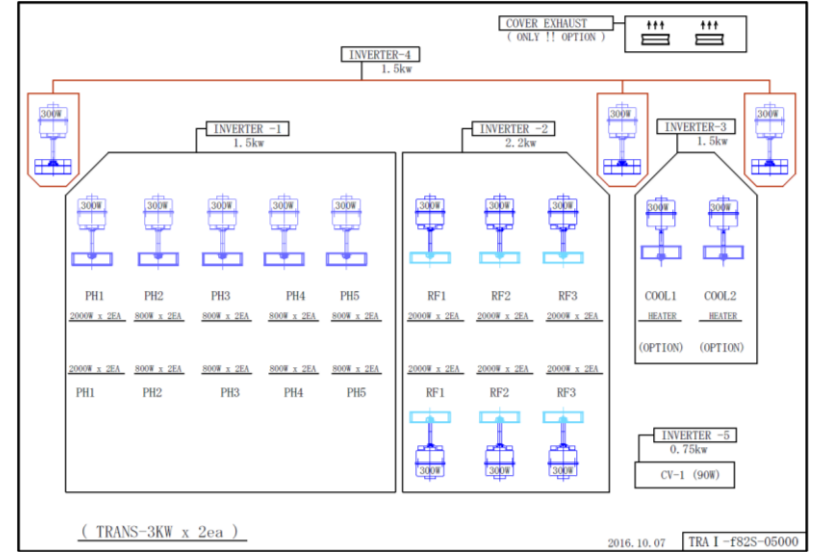 COVER EXHAUST
( ONLY !! OPTION )
INVERTER-4
1.5kw
300W
300W
300W
INVERTER -1
1.5kw
INVERTER -2
2.2kw
INVERTER-3
1.5kw
300W 300W 300W 300W 300W 300W 300W 300W 300W 300W
PH1 PH2 PH3 PH4 PH5 RF1 RF2 RF3 COOL1 COOL2
2000W x 2EA 800W x 2EA 800W x 2EA 800W x 2EA 800W x 2EA 2000W x 2EA 2000W x 2EA 2000W x 2EA HEATER HEATER
(OPTION) (OPTION)
2000W x 2EA 800W x 2EA 800W x 2EA 800W x 2EA 800W x 2EA 2000W x 2EA 2000W x 2EA 2000W x 2EA
PH1 PH2 PH3 PH4 PH5 RF1 RF2 RF3
300W 300W 300W
INVERTER -5
0.75kw
CV-1 (90W)
( TRANS-3KW x 2ea )
2016.10.07
TRA I -f82S-05000